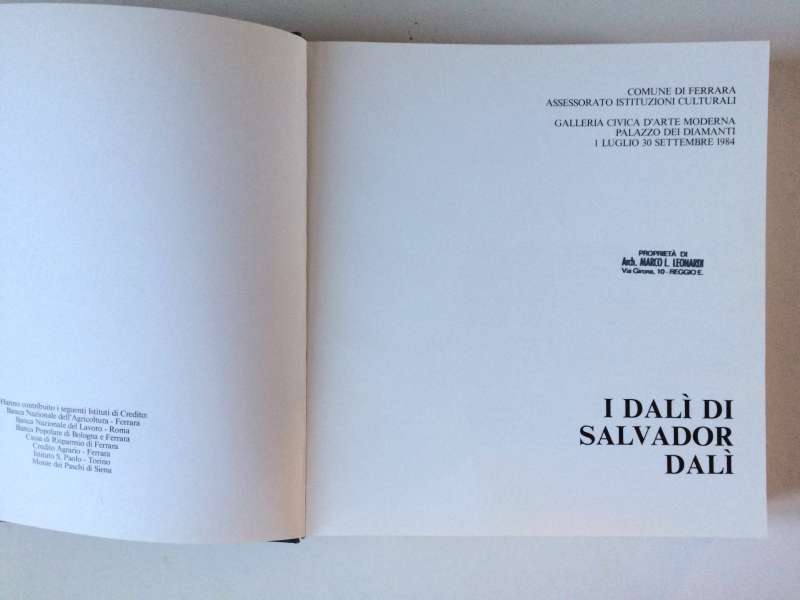 Hanno contribuito i seguenti Istituti di Credito:
Banca Nazionale dell'Agricoltura - Ferrara
Banca Nazionale del Lavoro - Roma
Banca Popolare di Bologna e Ferrara
Cassa di Risparmio di Ferrara
Credito Agrario - Ferrara
Istituto S. Paolo - Torino
Monte dei Paschi di Siena
COMUNE DI FERRARA
ASSESSORATO ISTITUZIONI CULTURALI
GALLERIA CIVICA D'ARTE MODERNA
PALAZZO DEI DIAMANTI
1 LUGLIO 30 SETTEMBRE 1984
PROPRIETÀ DI
Arch. MARCO L. LEONARDI
Via Girona, 10 - REGGIO E.
I DALÌ DI
SALVADOR
DALÌ